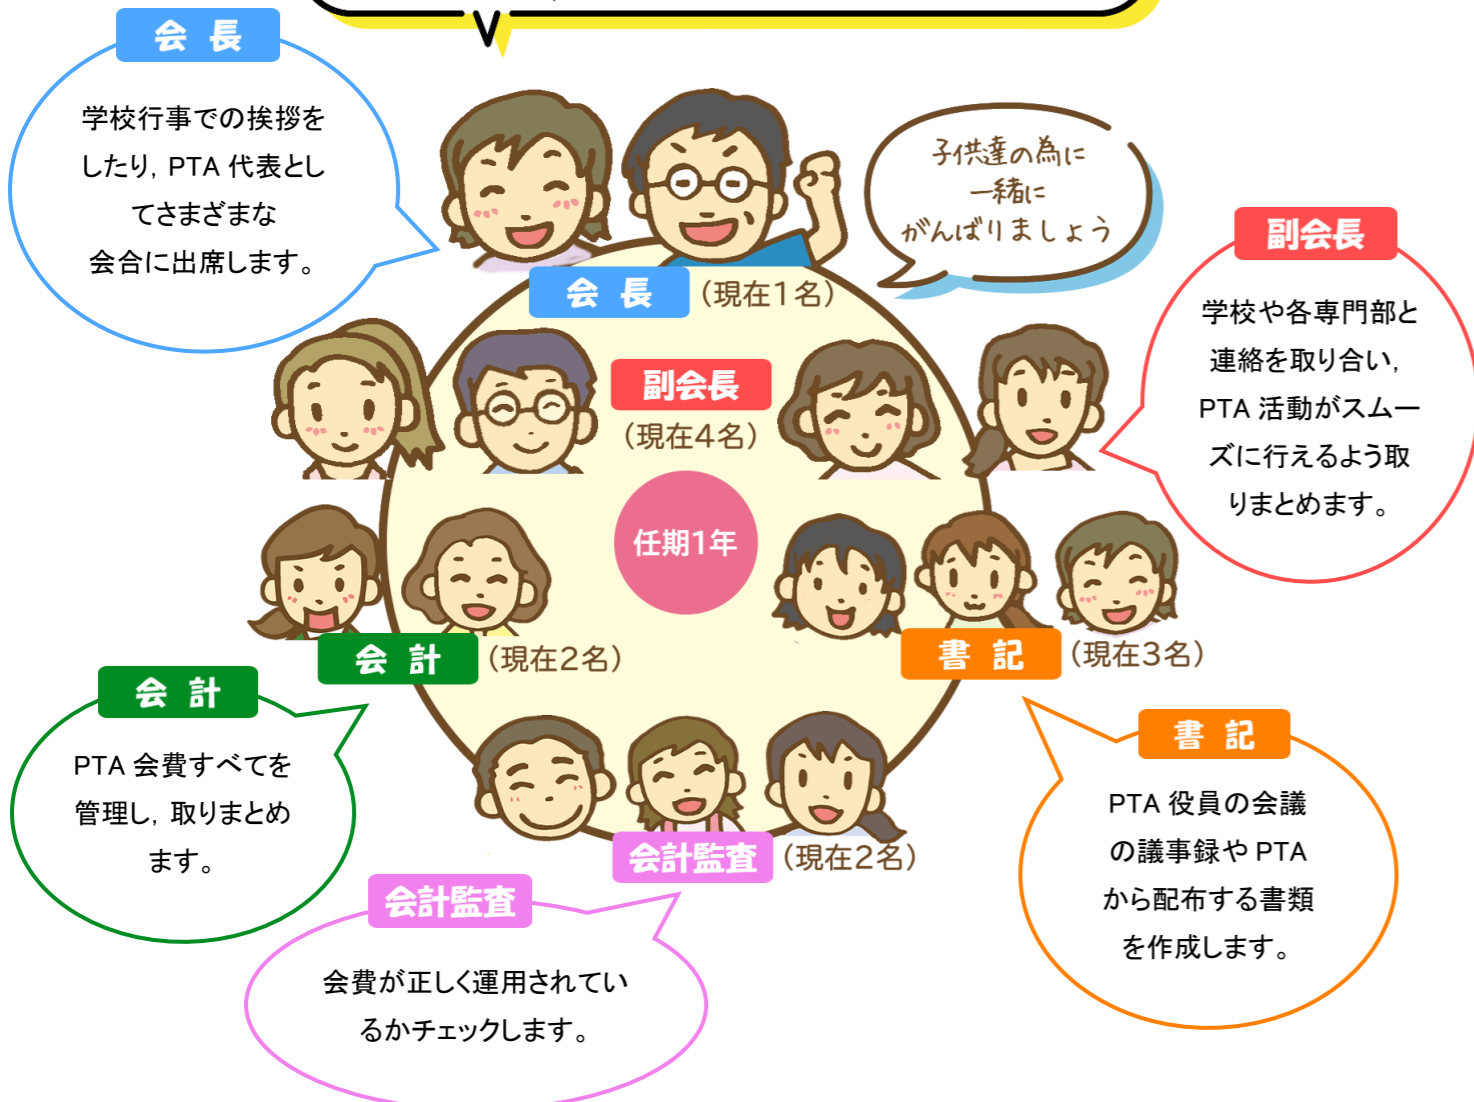 会 長
学校行事での挨拶を
したり, PTA 代表とし
てさまざまな
会合に出席します。
子供達の為に
一緒に
がんばりましょう
会 長 (現在1名)
副会長
学校や各専門部と
連絡を取り合い,
PTA 活動がスムー
ズに行えるよう取
りまとめます。
副会長
(現在4名)
任期1年
会 計 (現在2名)
書 記 (現在3名)
会 計
PTA 会費すべてを
管理し, 取りまとめ
ます。
書 記
PTA 役員の会議
の議事録や PTA
から配布する書類
を作成します。
会計監査 (現在2名)
会計監査
会費が正しく運用されてい
るかチェックします。